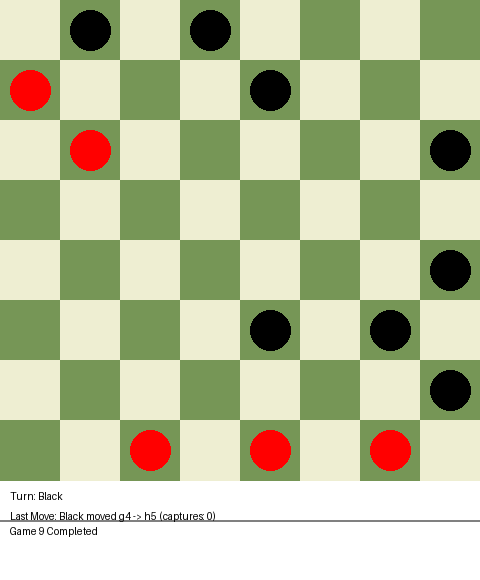 Turn: Black
Last Move: Black moved g4 -> h5 (captures: 0)
Game 9 Completed